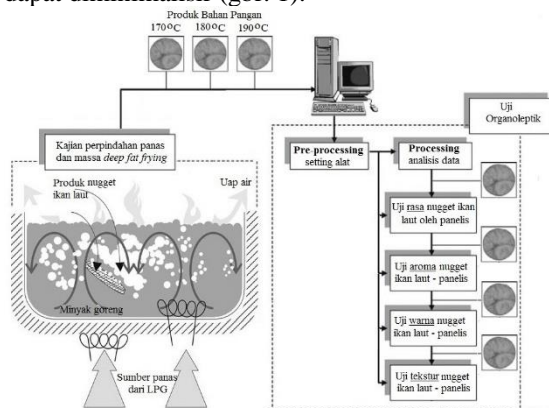 dapat diminimalisir (gbr. 1).
Produk Bahan Pangan
170°C 180°C 190°C
Uji
Organoleptik
Kajian perpindahan panas
dan massa deep fat frying
Pre-processing
setting alat
Processing
analisis data
Produk nugget
ikan laut
Uap air
Minyak goreng
Sumber panas
dari LPG
Uji rasa nugget ikan
laut oleh panelis
Uji aroma nugget
ikan laut - panelis
Uji warna nugget
ikan laut - panelis
Uji tekstur nugget
ikan laut - panelis